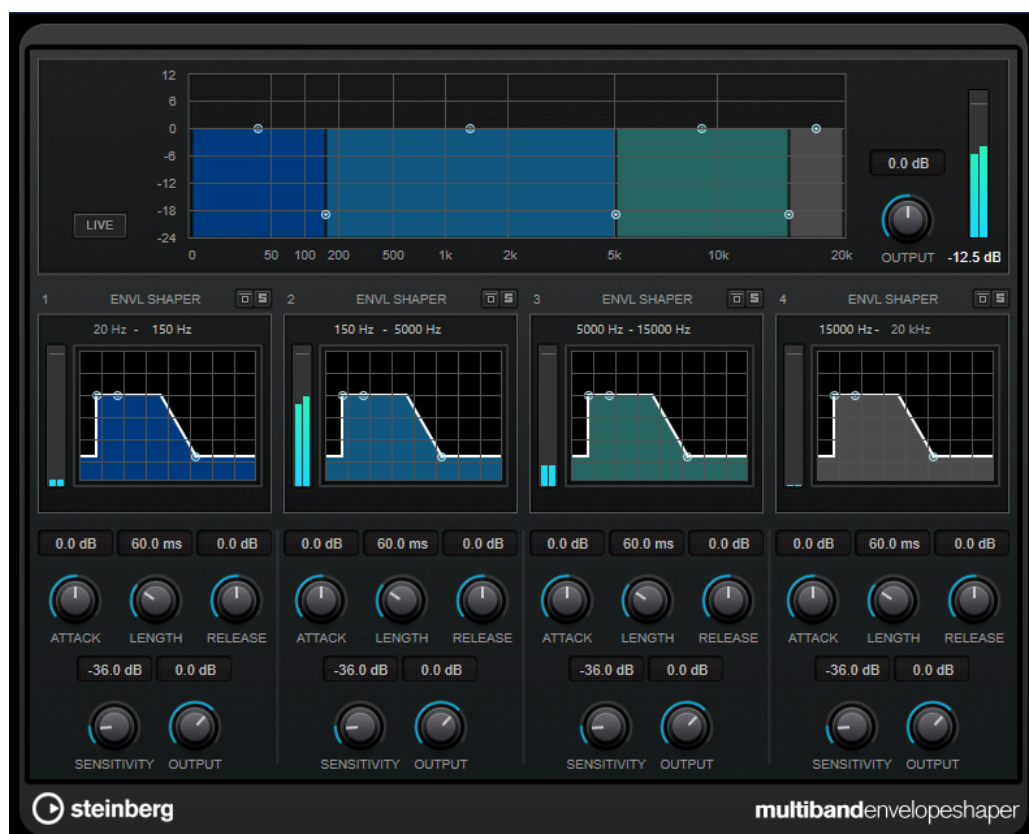 12
6
0
-6
-12
-18
-24
LIVE
0 50 100 200 500 1k 2k 5k 10k 20k
0.0 dB
OUTPUT -12.5 dB
1 ENVL SHAPER S 2 ENVL SHAPER S 3 ENVL SHAPER S 4 ENVL SHAPER S
20 Hz - 150 Hz 150 Hz - 5000 Hz 5000 Hz - 15000 Hz 15000 Hz - 20 kHz
0.0 dB 60.0 ms 0.0 dB 0.0 dB 60.0 ms 0.0 dB 0.0 dB 60.0 ms 0.0 dB 0.0 dB 60.0 ms 0.0 dB
ATTACK LENGTH RELEASE ATTACK LENGTH RELEASE ATTACK LENGTH RELEASE ATTACK LENGTH RELEASE
-36.0 dB 0.0 dB -36.0 dB 0.0 dB -36.0 dB 0.0 dB -36.0 dB 0.0 dB
SENSITIVITY OUTPUT SENSITIVITY OUTPUT SENSITIVITY OUTPUT SENSITIVITY OUTPUT
steinberg multibandenvelopeshaper